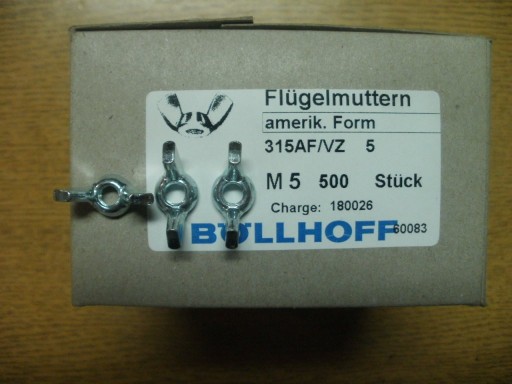 Flügelmuttern
amerik. Form
315AF/VZ 5
M 5 500 Stück
Charge: 180026
BÖLLHOFF 60083